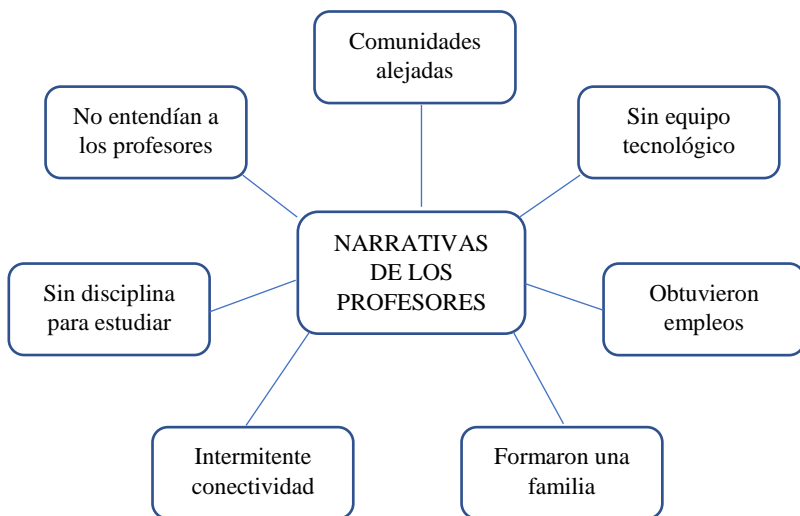 Comunidades
alejadas
No entendían a
los profesores
Sin equipo
tecnológico
NARRATIVAS
DE LOS
PROFESORES
Sin disciplina
para estudiar
Obtuvieron
empleos
Intermitente
conectividad
Formaron una
familia